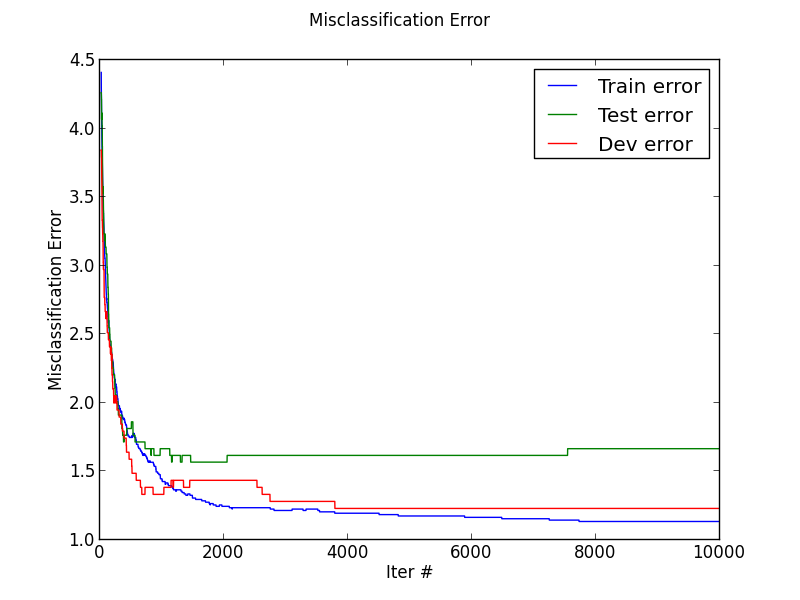 Misclassification Error
4.5
4.0
3.5
3.0
2.5
2.0
1.5
1.0
Misclassification Error
Train error
Test error
Dev error
0 2000 4000 6000 8000 10000
Iter #